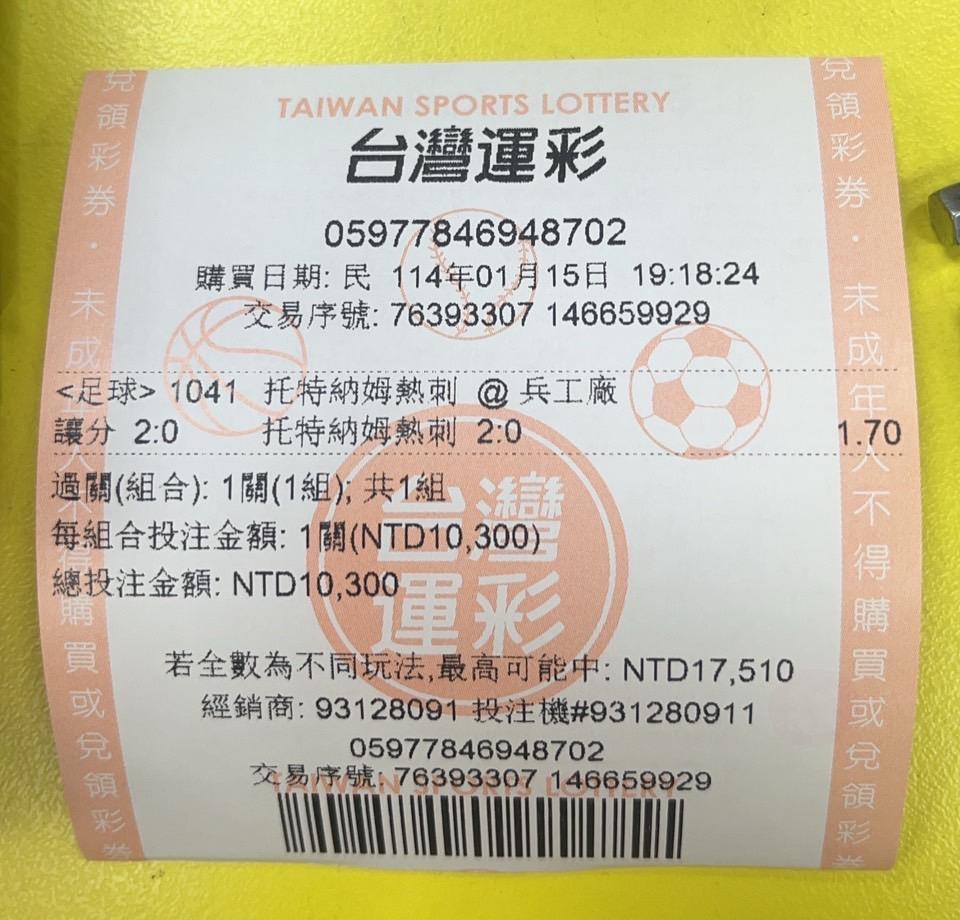 TAIWAN SPORTS LOTTERY
台灣運彩
05977846948702
購買日期: 民 114年01月15日 19:18:24
交易序號: 76393307 146659929
<足球> 1041 托特納姆熱刺 @ 兵工廠
讓分 2:0 托特納姆熱刺 2:0 1.70
過關(組合): 1關(1組), 共1組
每組合投注金額: 1關(NTD10,300)
總投注金額: NTD10,300
台灣
運彩
若全數為不同玩法,最高可能中: NTD17,510
經銷商: 93128091 投注機#931280911
05977846948702
交易序號: 76393307 146659929
TAIWAN SPORTS LOTTERY
兌領彩券．未成年人不得購買或兌領彩券
兌領彩券．未成年人不得購買或兌領彩券